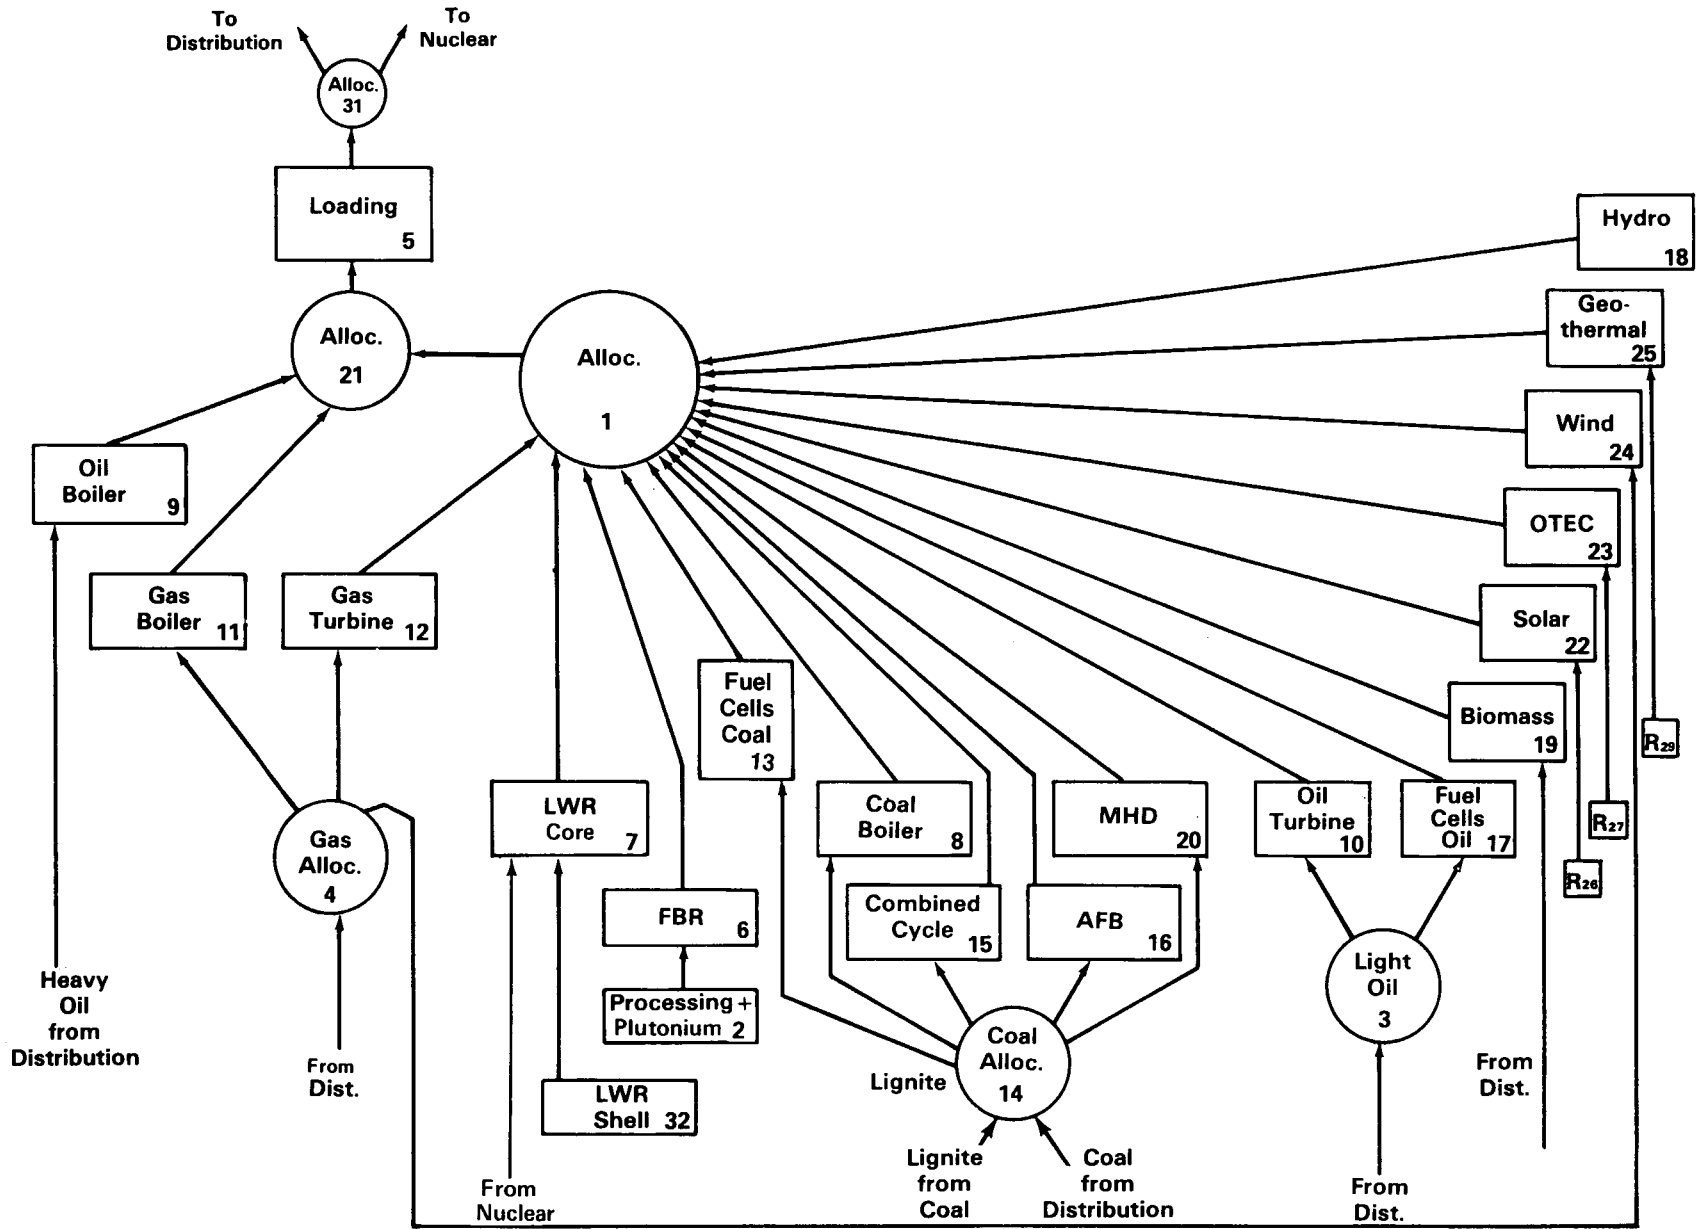 To
Distribution
To
Nuclear
Alloc.
31
Loading
5
Alloc.
21
Alloc.
1
Hydro
18
Geo-
thermal
25
Wind
24
OTEC
23
Solar
22
Biomass
19
R29
R27
R26
Oil
Boiler
9
Gas
Boiler 11
Gas
Turbine 12
Fuel
Cells
Coal
13
LWR
Core
7
Coal
Boiler 8
MHD
20
Oil
Turbine 10
Fuel
Cells
Oil 17
Gas
Alloc.
4
FBR
6
Combined
Cycle 15
AFB
16
Light
Oil
3
Processing +
Plutonium 2
Coal
Alloc.
14
LWR
Shell 32
Heavy
Oil
from
Distribution
From
Dist.
From
Nuclear
Lignite
Lignite
from
Coal
Coal
from
Distribution
From
Dist.
From
Dist.